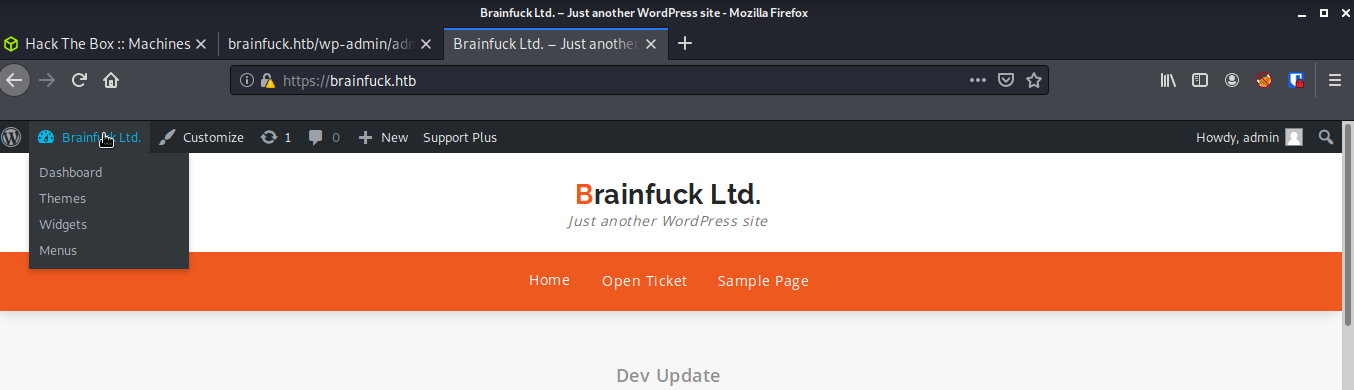 Brainfuck Ltd. – Just another WordPress site - Mozilla Firefox
Hack The Box :: Machines
brainfuck.htb/wp-admin/adr
Brainfuck Ltd. – Just another
https://brainfuck.htb
Brainfuck Ltd.
Customize
1
0
New
Support Plus
Howdy, admin
Dashboard
Themes
Widgets
Menus
Brainfuck Ltd.
Just another WordPress site
Home
Open Ticket
Sample Page
Dev Update